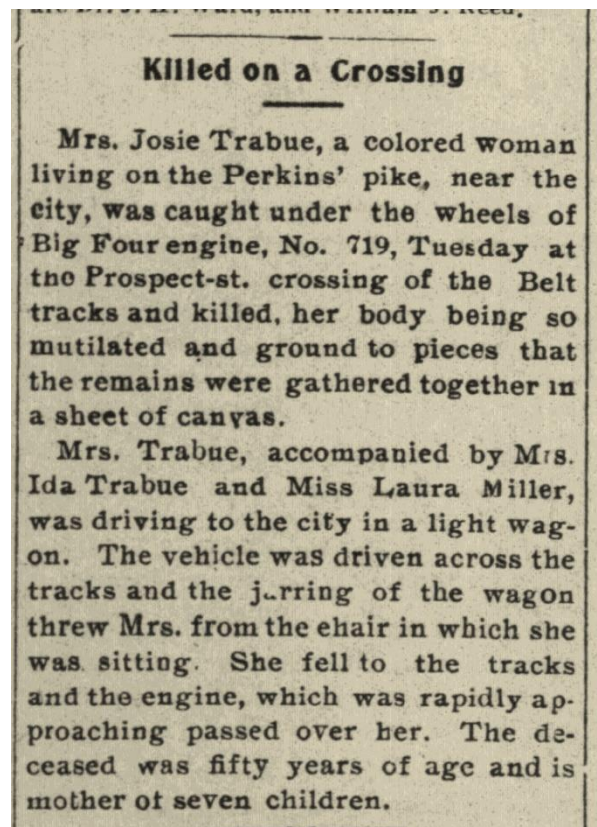 Killed on a Crossing
Mrs. Josie Trabue, a colored woman
living on the Perkins' pike, near the
city, was caught under the wheels of
Big Four engine, No. 719, Tuesday at
the Prospect-st. crossing of the Belt
tracks and killed, her body being so
mutilated and ground to pieces that
the remains were gathered together in
a sheet of canvas.
Mrs. Trabue, accompanied by Mrs.
Ida Trabue and Miss Laura Miller,
was driving to the city in a light wag-
on. The vehicle was driven across the
tracks and the jarring of the wagon
threw Mrs. from the ehair in which she
was sitting. She fell to the tracks
and the engine, which was rapidly ap-
proaching passed over her. The de-
ceased was fifty years of age and is
mother of seven children.